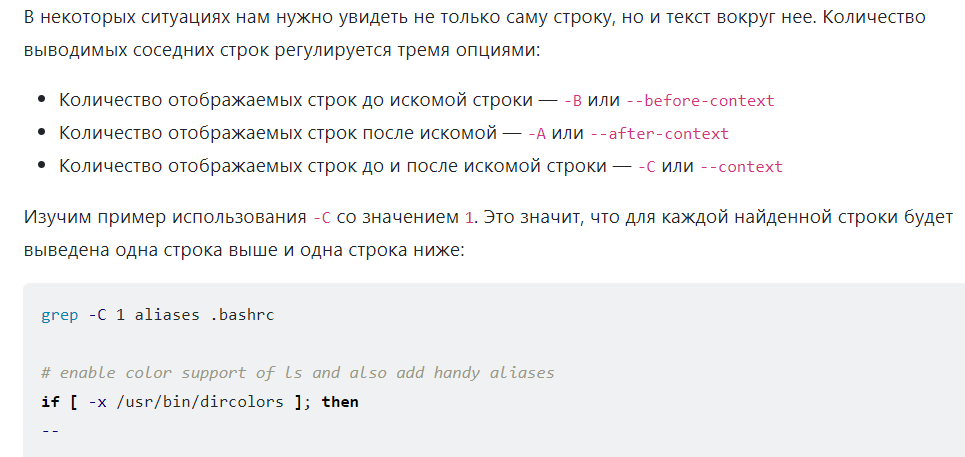 В некоторых ситуациях нам нужно увидеть не только саму строку, но и текст вокруг нее. Количество
выводимых соседних строк регулируется тремя опциями:
• Количество отображаемых строк до искомой строки — -B или --before-context
• Количество отображаемых строк после искомой — -A или --after-context
• Количество отображаемых строк до и после искомой строки — -C или --context
Изучим пример использования -C со значением 1. Это значит, что для каждой найденной строки будет
выведена одна строка выше и одна строка ниже:
grep -C 1 aliases .bashrc
# enable color support of ls and also add handy aliases
if [ -x /usr/bin/dircolors ]; then
--